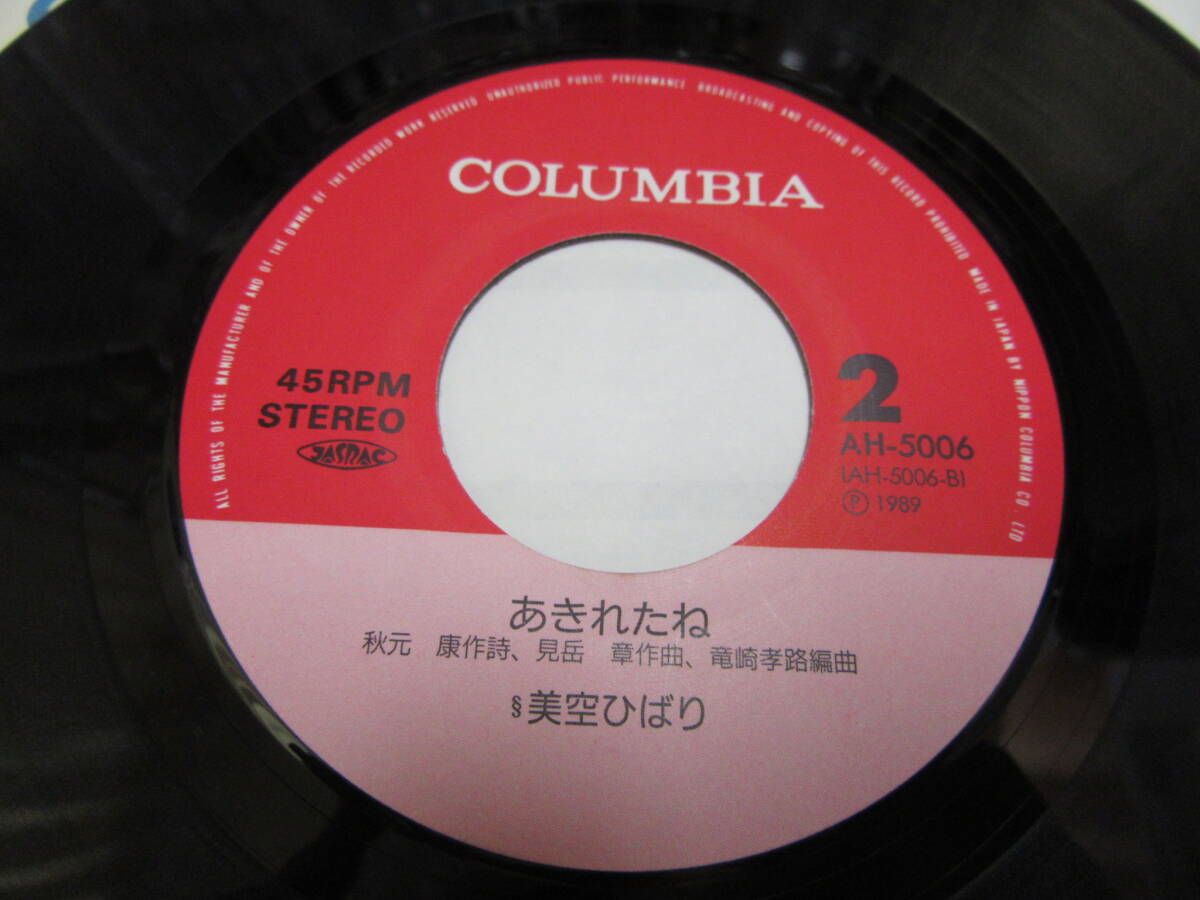 ALL RIGHTS OF THE MANUFACTURER AND OF THE OWNER OF THE RECORDED WORK RESERVED UNAUTHORIZED PUBLIC PERFORMANCE BROADCASTING AND COPYING OF THIS RECORD PROHIBITED MADE IN JAPAN BY NIPPON COLUMBIA CO., LTD
COLUMBIA
45RPM
STEREO
JASRAC
2
AH-5006
(AH-5006-B)
Ⓟ 1989
あきれたね
秋元 康作詩、見岳 章作曲、竜崎孝路編曲
§美空ひばり